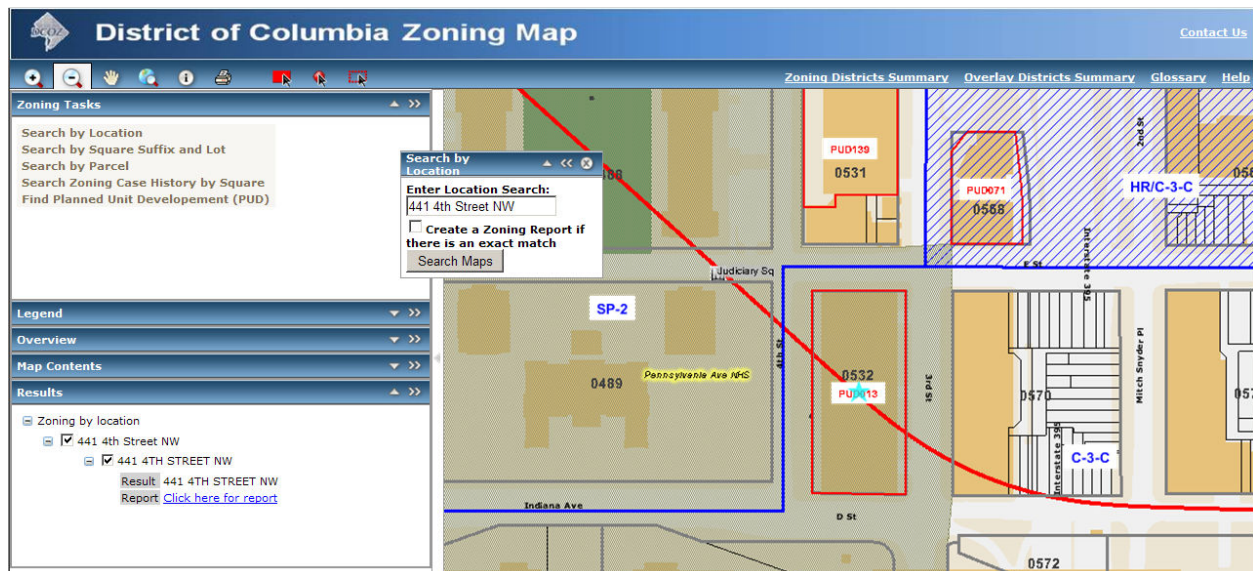 DCOZ
District of Columbia Zoning Map
Contact Us
Zoning Districts Summary Overlay Districts Summary Glossary Help
Zoning Tasks
Search by Location
Search by Square Suffix and Lot
Search by Parcel
Search Zoning Case History by Square
Find Planned Unit Developement (PUD)
Legend
Overview
Map Contents
Results
Zoning by location
441 4th Street NW
441 4TH STREET NW
Result 441 4TH STREET NW
Report Click here for report
Search by
Location
Enter Location Search:
441 4th Street NW
Create a Zoning Report if
there is an exact match
Search Maps
PUD139
0531
PUD071
0568
2nd St
HR/C-3-C
Interstate 395
E St
Judiciary Sq
SP-2
4th St
0489
Pennsylvania Ave NHS
0532
PUD013
3rd St
0570
Interstate 395
C-3-C
Mitch Snyder Pl
Indiana Ave
D St
0572